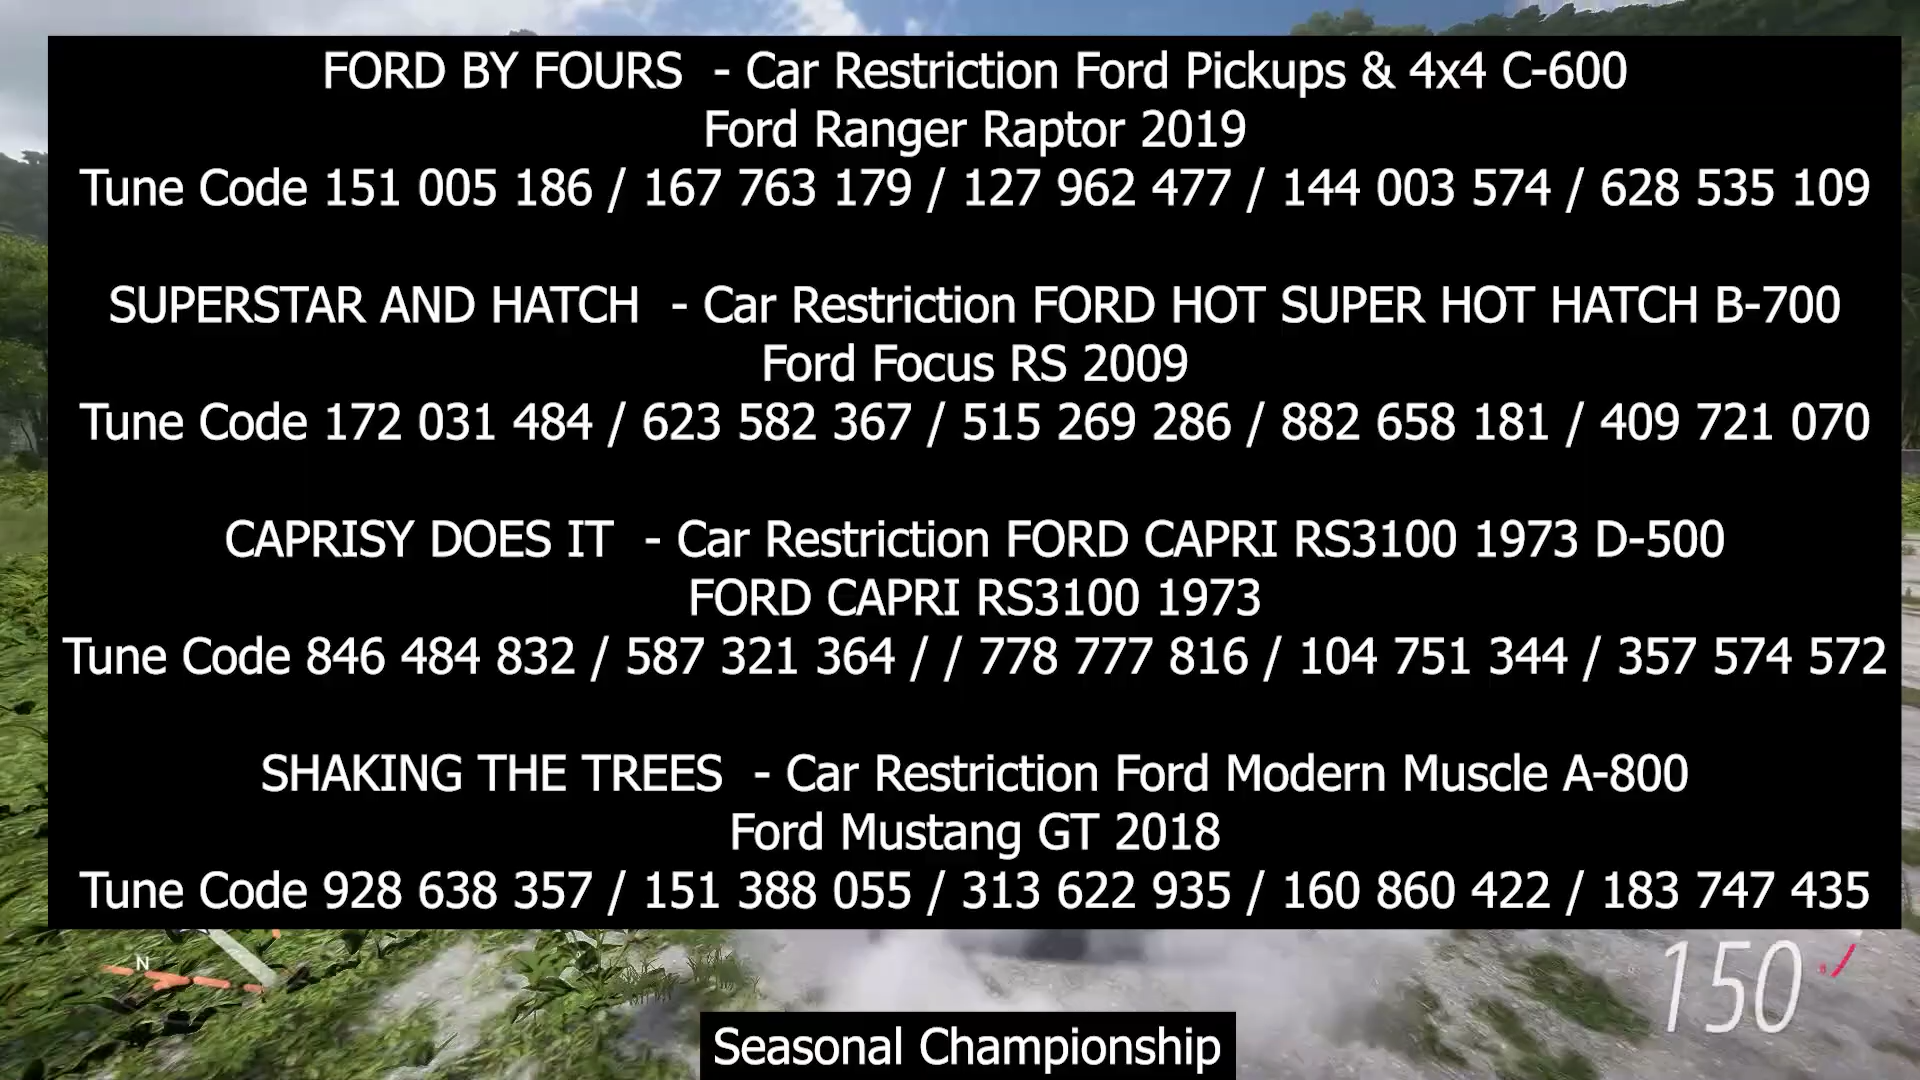 FORD BY FOURS - Car Restriction Ford Pickups & 4x4 C-600
Ford Ranger Raptor 2019
Tune Code 151 005 186 / 167 763 179 / 127 962 477 / 144 003 574 / 628 535 109
SUPERSTAR AND HATCH - Car Restriction FORD HOT SUPER HOT HATCH B-700
Ford Focus RS 2009
Tune Code 172 031 484 / 623 582 367 / 515 269 286 / 882 658 181 / 409 721 070
CAPRISY DOES IT - Car Restriction FORD CAPRI RS3100 1973 D-500
FORD CAPRI RS3100 1973
Tune Code 846 484 832 / 587 321 364 / / 778 777 816 / 104 751 344 / 357 574 572
SHAKING THE TREES - Car Restriction Ford Modern Muscle A-800
Ford Mustang GT 2018
Tune Code 928 638 357 / 151 388 055 / 313 622 935 / 160 860 422 / 183 747 435
N
150
Seasonal Championship